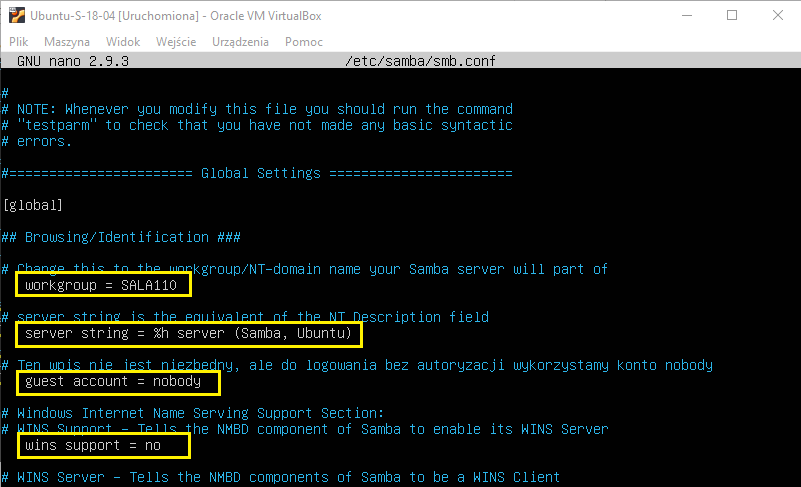 Ubuntu-S-18-04 [Uruchomiona] - Oracle VM VirtualBox
Plik Maszyna Widok Wejście Urządzenia Pomoc
GNU nano 2.9.3 /etc/samba/smb.conf
#
# NOTE: Whenever you modify this file you should run the command
# "testparm" to check that you have not made any basic syntactic
# errors.
#======================= Global Settings =======================
[global]
## Browsing/Identification ###
# Change this to the workgroup/NT-domain name your Samba server will part of
workgroup = SALA110
# server string is the equivalent of the NT Description field
server string = %h server (Samba, Ubuntu)
# Ten wpis nie jest niezbedny, ale do logowania bez autoryzacji wykorzystamy konto nobody
guest account = nobody
# Windows Internet Name Serving Support Section:
# WINS Support - Tells the NMBD component of Samba to enable its WINS Server
wins support = no
# WINS Server - Tells the NMBD components of Samba to be a WINS Client